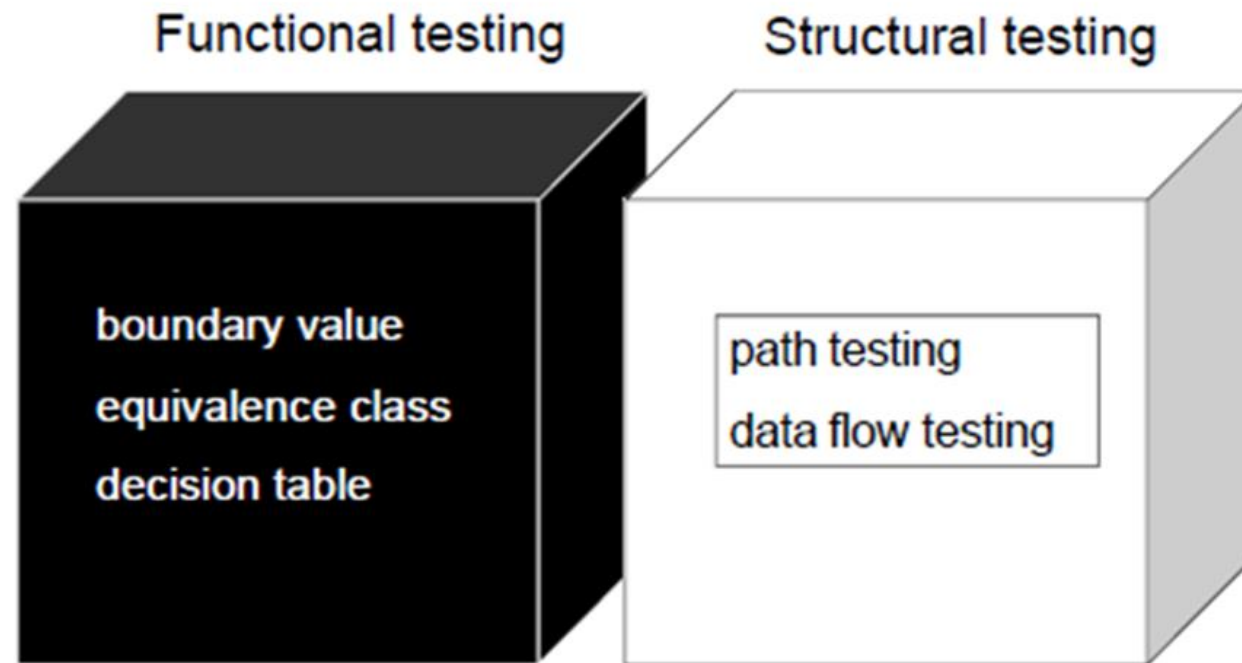 Functional testing
Structural testing
boundary value
equivalence class
decision table
path testing
data flow testing